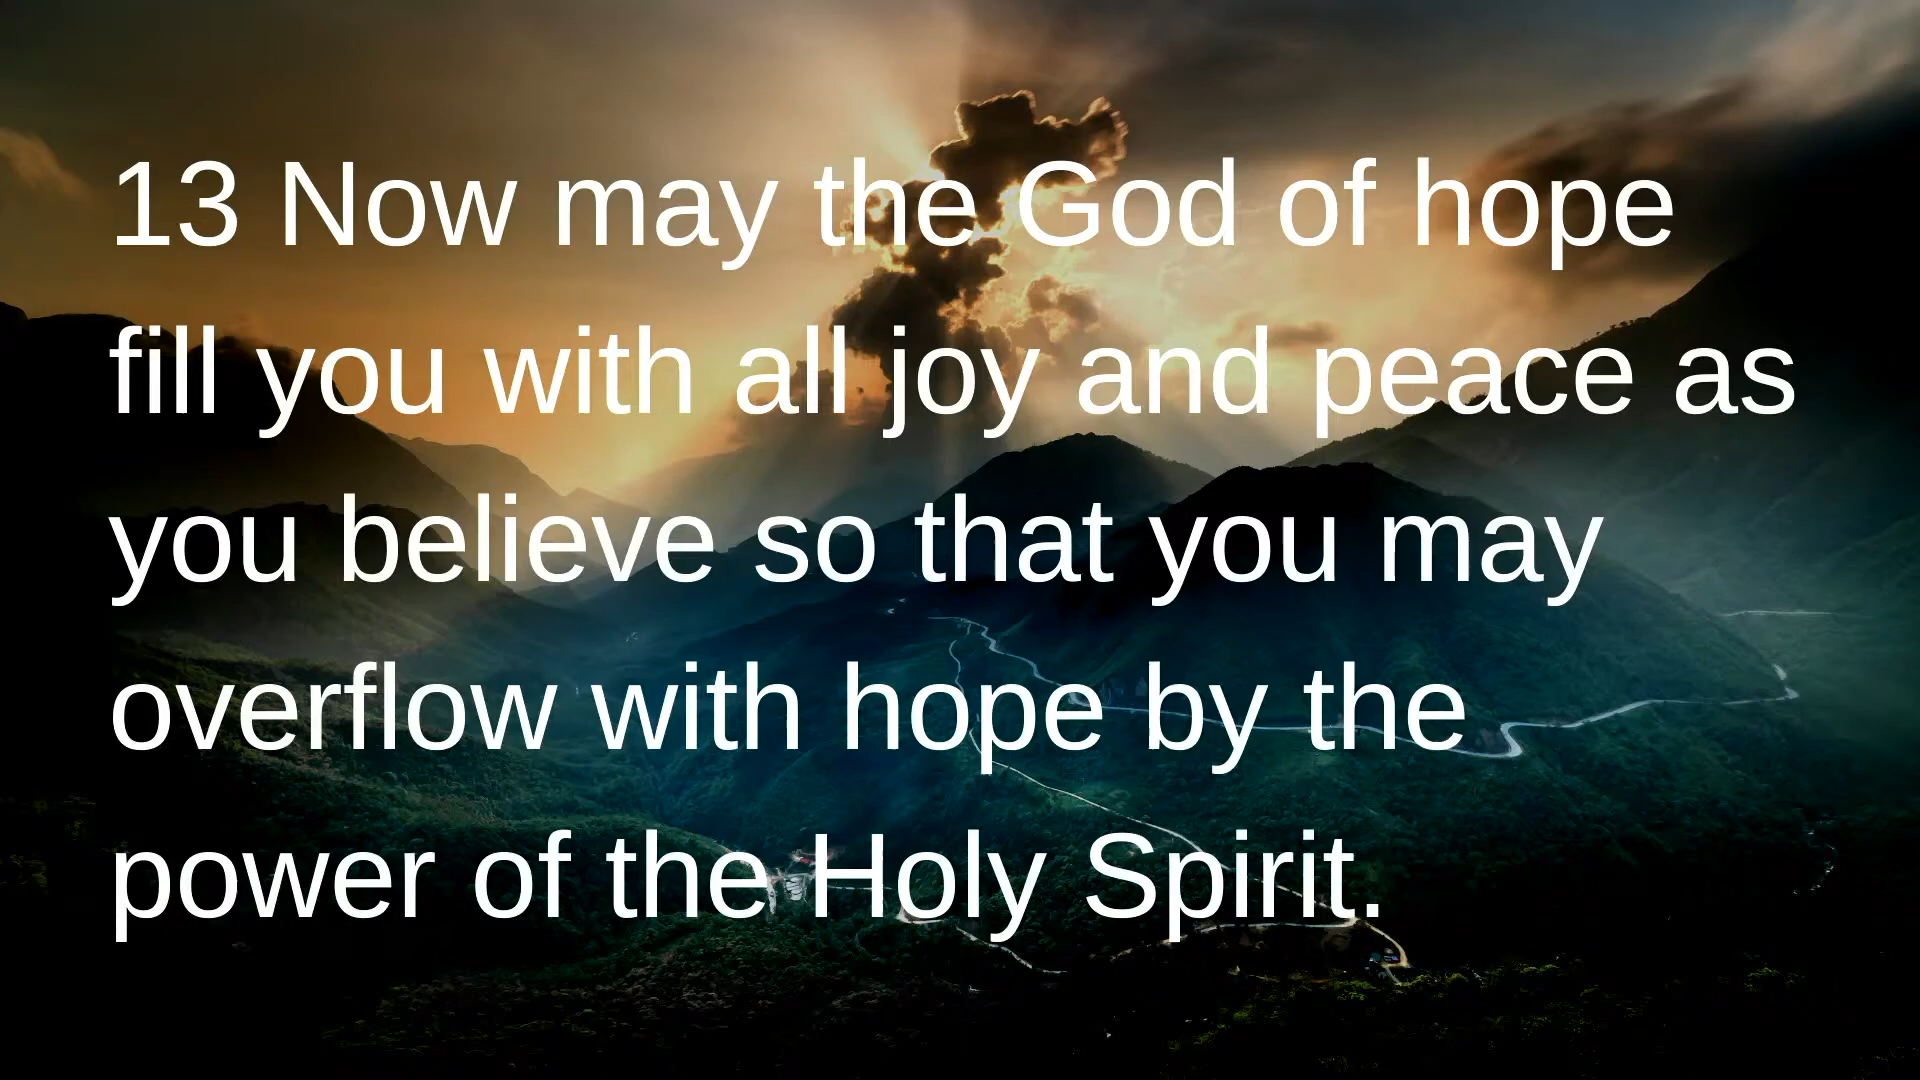 13 Now may the God of hope
fill you with all joy and peace as
you believe so that you may
overflow with hope by the
power of the Holy Spirit.